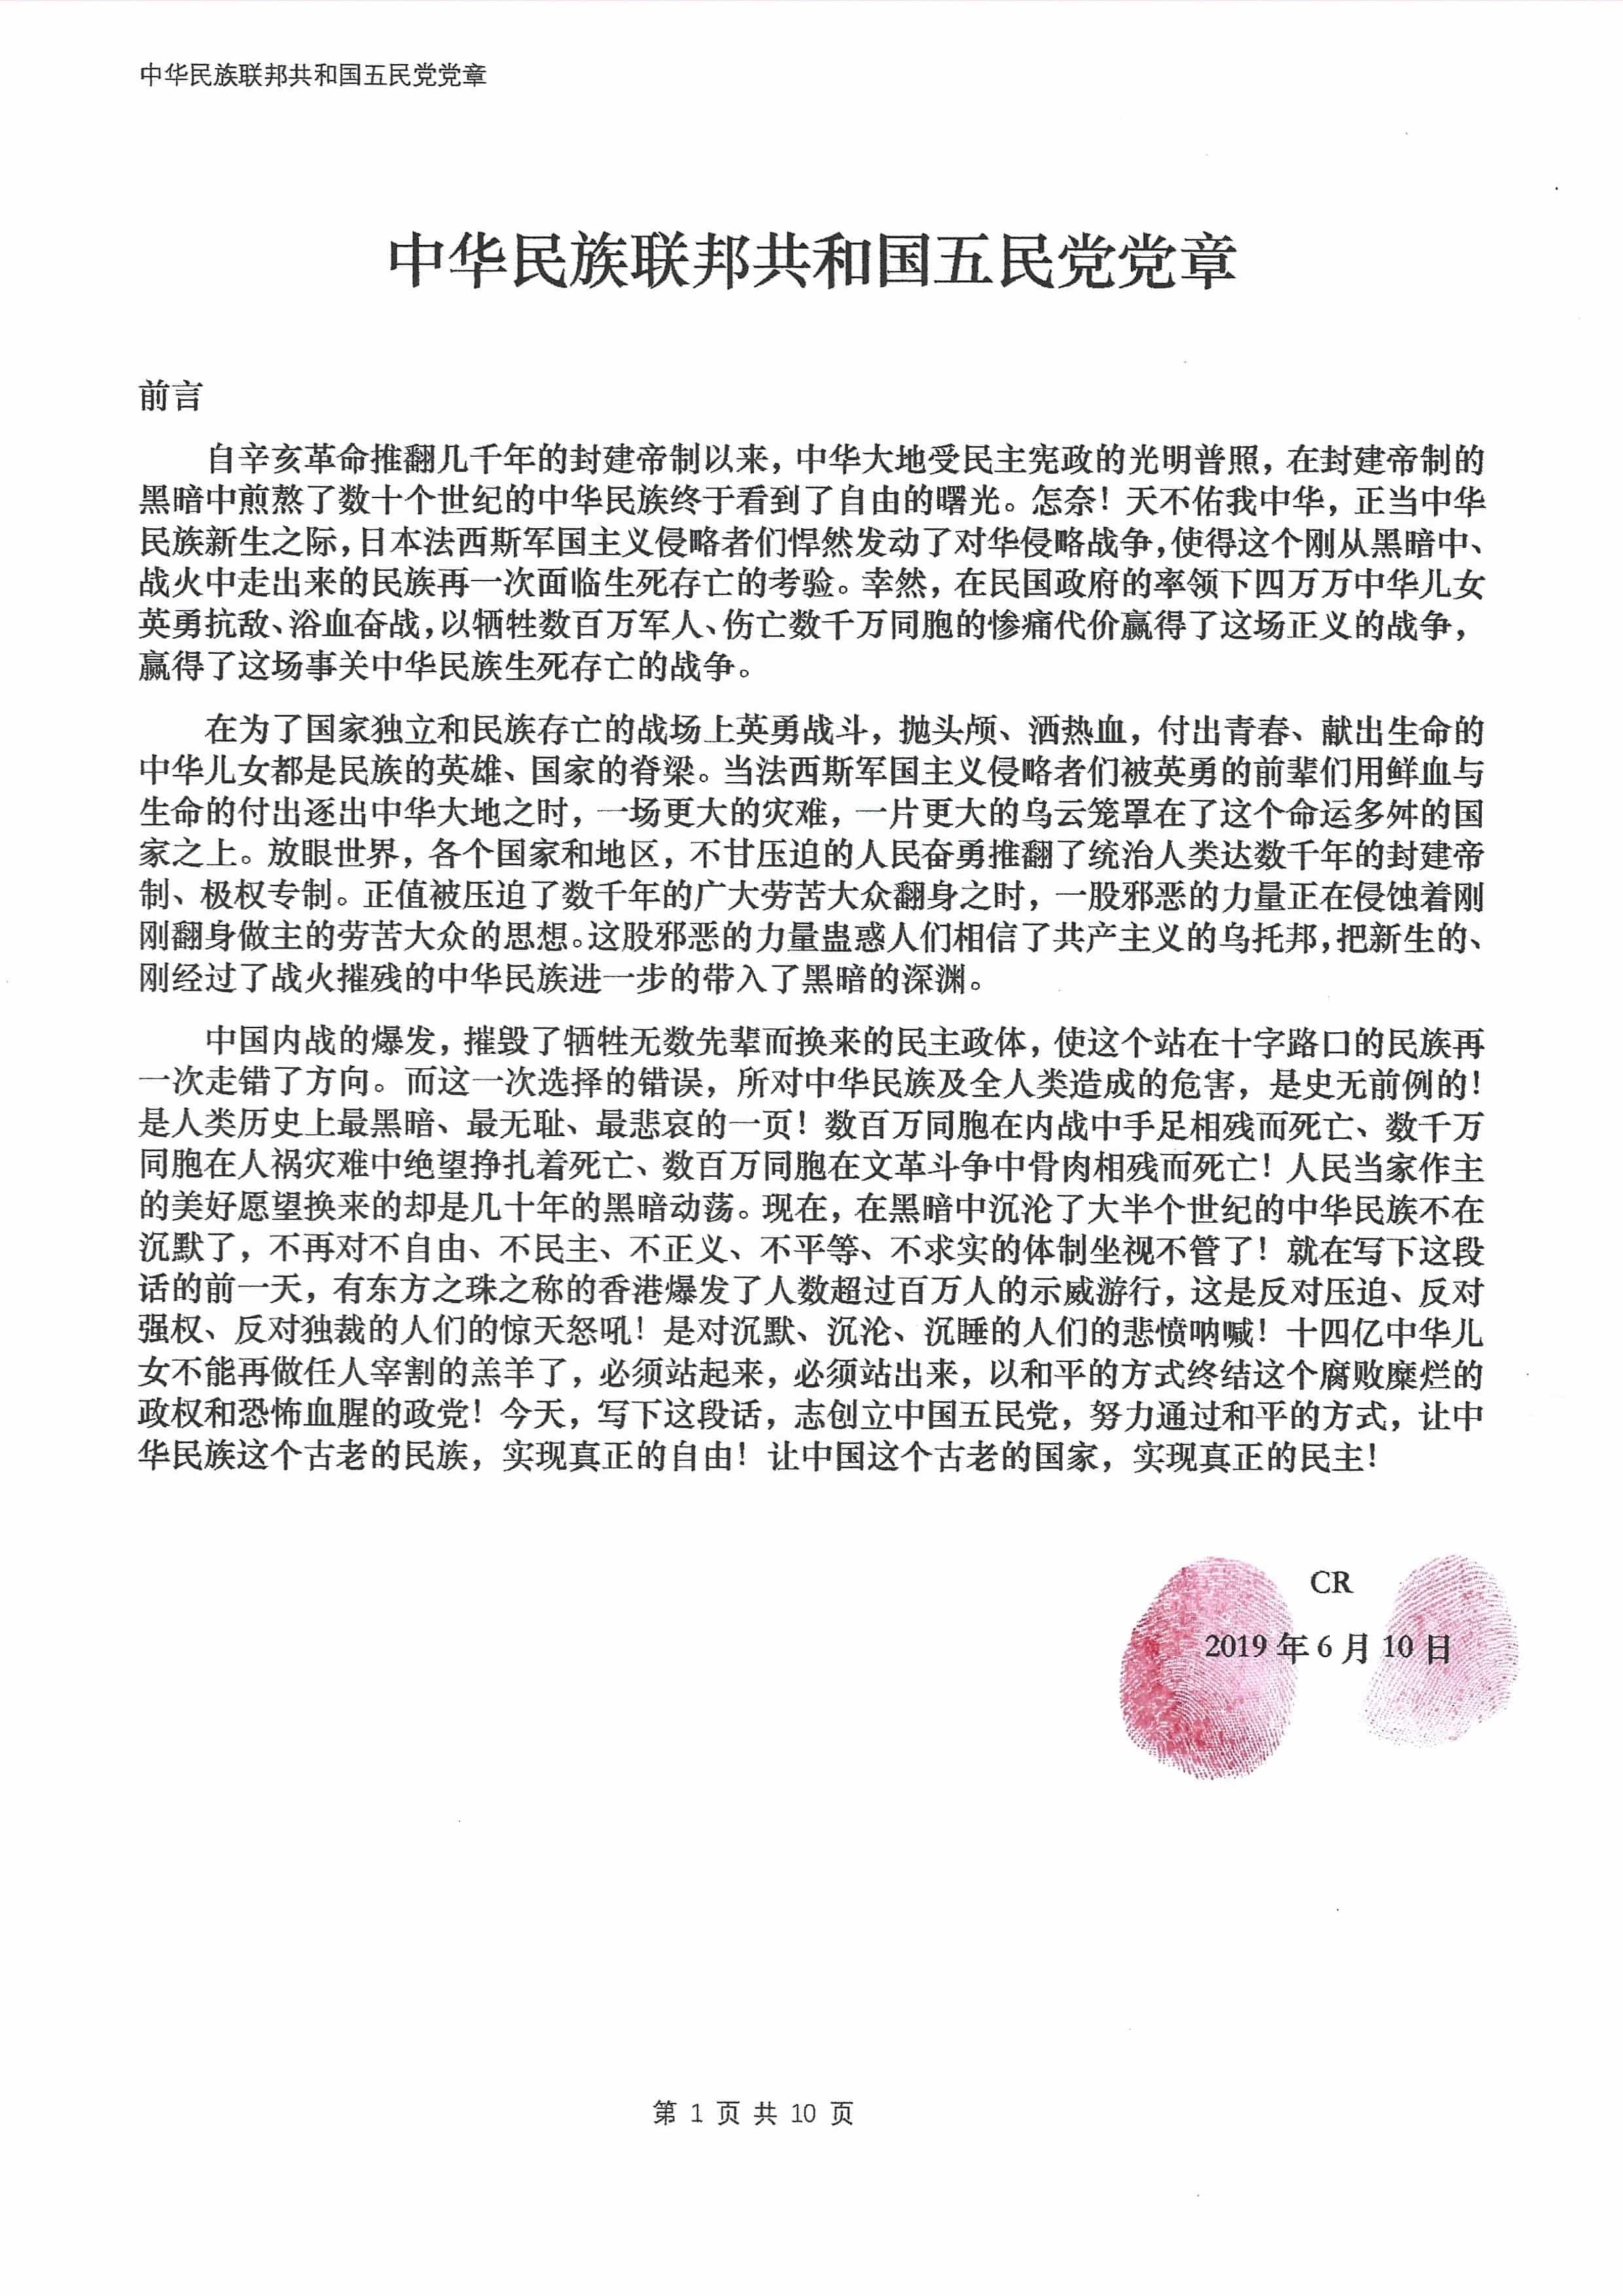 中华民族联邦共和国五民党党章
中华民族联邦共和国五民党党章
前言
自辛亥革命推翻几千年的封建帝制以来，中华大地受民主宪政的光明普照，在封建帝制的
黑暗中煎熬了数十个世纪的中华民族终于看到了自由的曙光。怎奈！天不佑我中华，正当中华
民族新生之际，日本法西斯军国主义侵略者们悍然发动了对华侵略战争，使得这个刚从黑暗中、
战火中走出来的民族再一次面临生死存亡的考验。幸然，在民国政府的率领下四万万中华儿女
英勇抗敌、浴血奋战，以牺牲数百万军人、伤亡数千万同胞的惨痛代价赢得了这场正义的战争，
赢得了这场事关中华民族生死存亡的战争。
在为了国家独立和民族存亡的战场上英勇战斗，抛头颅、洒热血，付出青春、献出生命的
中华儿女都是民族的英雄、国家的脊梁。当法西斯军国主义侵略者们被英勇的前辈们用鲜血与
生命的付出逐出中华大地之时，一场更大的灾难，一片更大的乌云笼罩在了这个命运多舛的国
家之上。放眼世界，各个国家和地区，不甘压迫的人民奋勇推翻了统治人类达数千年的封建帝
制、极权专制。正值被压迫了数千年的广大劳苦大众翻身之时，一股邪恶的力量正在侵蚀着刚
刚翻身做主的劳苦大众的思想。这股邪恶的力量蛊惑人们相信了共产主义的乌托邦，把新生的、
刚经过了战火摧残的中华民族进一步的带入了黑暗的深渊。
中国内战的爆发，摧毁了牺牲无数先辈而换来的民主政体，使这个站在十字路口的民族再
一次走错了方向。而这一次选择的错误，所对中华民族及全人类造成的危害，是史无前例的！
是人类历史上最黑暗、最无耻、最悲哀的一页！数百万同胞在内战中手足相残而死亡、数千万
同胞在人祸灾难中绝望挣扎着死亡、数百万同胞在文革斗争中骨肉相残而死亡！人民当家作主
的美好愿望换来的却是几十年的黑暗动荡。现在，在黑暗中沉沦了大半个世纪的中华民族不在
沉默了，不再对不自由、不民主、不正义、不平等、不求实的体制坐视不管了！就在写下这段
话的前一天，有东方之珠之称的香港爆发了人数超过百万人的示威游行，这是反对压迫、反对
强权、反对独裁的人们的惊天怒吼！是对沉默、沉沦、沉睡的人们的悲愤呐喊！十四亿中华儿
女不能再做任人宰割的羔羊了，必须站起来，必须站出来，以和平的方式终结这个腐败糜烂的
政权和恐怖血腥的政党！今天，写下这段话，志创立中国五民党，努力通过和平的方式，让中
华民族这个古老的民族，实现真正的自由！让中国这个古老的国家，实现真正的民主！
CR
2019 年 6 月 10 日
第 1 页 共 10 页